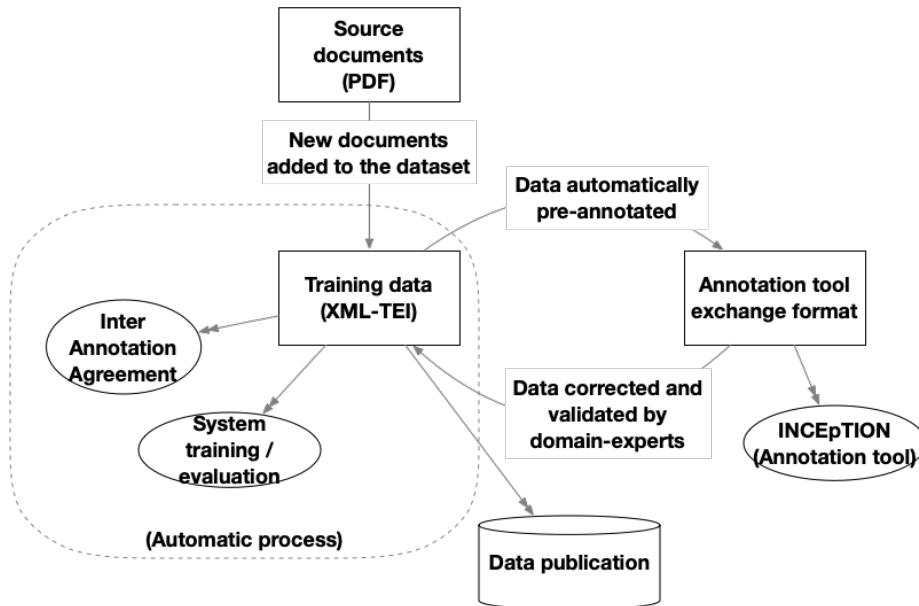 Source
documents
(PDF)
New documents
added to the dataset
Data automatically
pre-annotated
Training data
(XML-TEI)
Annotation tool
exchange format
Inter
Annotation
Agreement
System
training /
evaluation
Data corrected and
validated by
domain-experts
INCEpTION
(Annotation tool)
(Automatic process)
Data publication